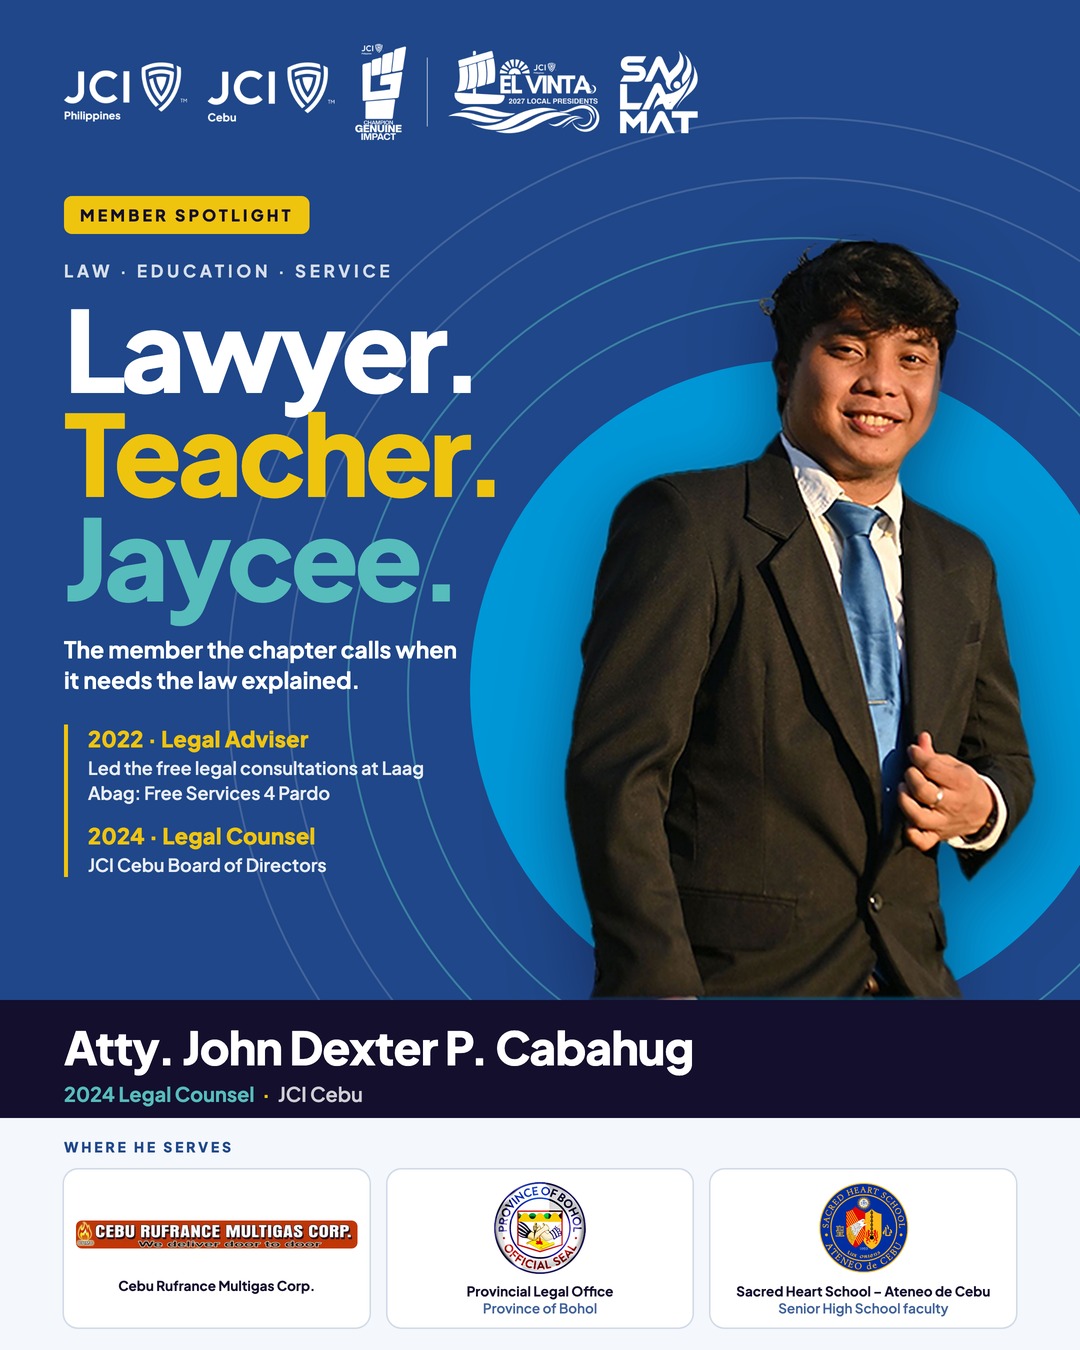 JCI
Philippines
TM
JCI
Cebu
TM
JCI
G
CHAMPION
GENUINE
IMPACT
JCI
EL VINTA
2027 LOCAL PRESIDENTS
SA
LA
MAT
MEMBER SPOTLIGHT
LAW · EDUCATION · SERVICE
Lawyer.
Teacher.
Jaycee.
The member the chapter calls when
it needs the law explained.
2022 · Legal Adviser
Led the free legal consultations at Laag
Abag: Free Services 4 Pardo
2024 · Legal Counsel
JCI Cebu Board of Directors
Atty. John Dexter P. Cabahug
2024 Legal Counsel · JCI Cebu
WHERE HE SERVES
CEBU RUFRANCE MULTIGAS CORP.
We deliver door to door
Cebu Rufrance Multigas Corp.
PROVINCE OF BOHOL
OFFICIAL SEAL
Provincial Legal Office
Province of Bohol
SACRED HEART SCHOOL
ATENEO de CEBU
Sacred Heart School – Ateneo de Cebu
Senior High School faculty